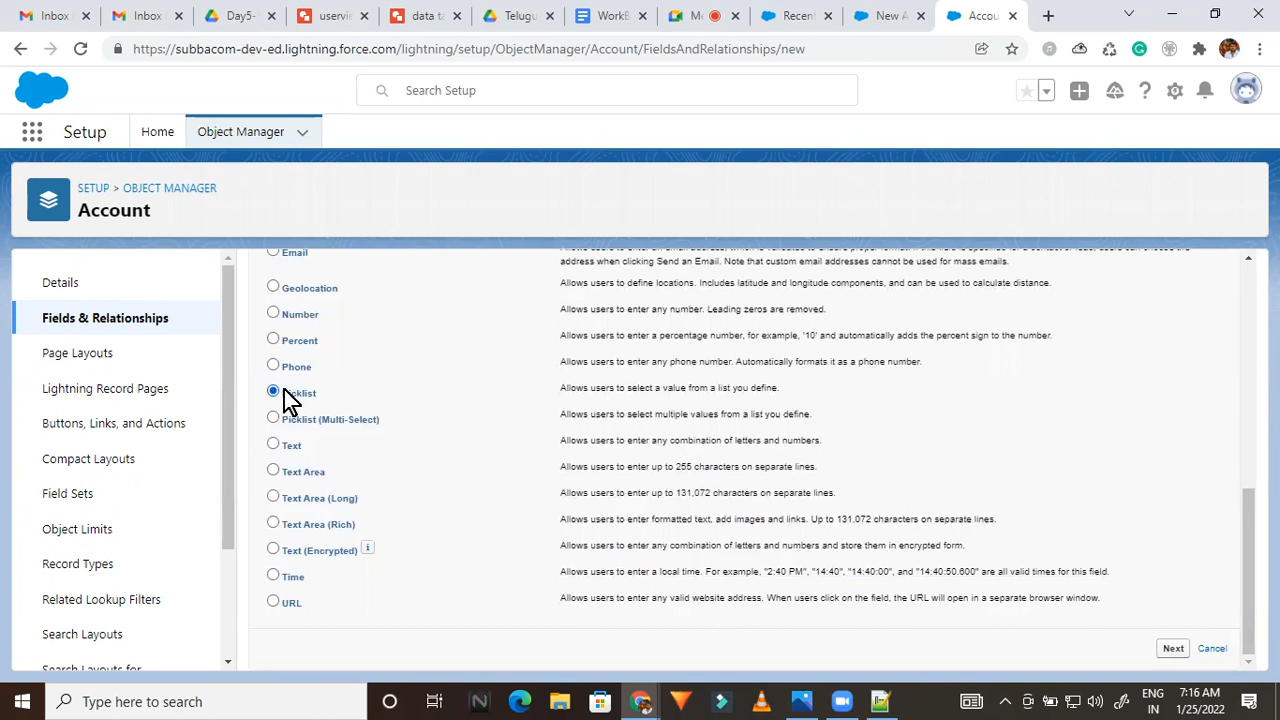 Inbox
Inbox
Day5-
uservie
data ta
Telugu
WorkB
M
Recen
New A
Accou
https://subbacom-dev-ed.lightning.force.com/lightning/setup/ObjectManager/Account/FieldsAndRelationships/new
Search Setup
Setup
Home
Object Manager
SETUP > OBJECT MANAGER
Account
Details
Fields & Relationships
Page Layouts
Lightning Record Pages
Buttons, Links, and Actions
Compact Layouts
Field Sets
Object Limits
Record Types
Related Lookup Filters
Search Layouts
Search Layouts for
Email
address when clicking Send an Email. Note that custom email addresses cannot be used for mass emails.
Geolocation Allows users to define locations. Includes latitude and longitude components, and can be used to calculate distance.
Number Allows users to enter any number. Leading zeros are removed.
Percent Allows users to enter a percentage number, for example, '10' and automatically adds the percent sign to the number.
Phone Allows users to enter any phone number. Automatically formats it as a phone number.
Picklist Allows users to select a value from a list you define.
Picklist (Multi-Select) Allows users to select multiple values from a list you define.
Text Allows users to enter any combination of letters and numbers.
Text Area Allows users to enter up to 255 characters on separate lines.
Text Area (Long) Allows users to enter up to 131,072 characters on separate lines.
Text Area (Rich) Allows users to enter formatted text, add images and links. Up to 131,072 characters on separate lines.
Text (Encrypted) i Allows users to enter any combination of letters and numbers and store them in encrypted form.
Time Allows users to enter a local time. For example, "2:40 PM", "14:40", "14:40:00", and "14:40:50.600" are all valid times for this field.
URL Allows users to enter any valid website address. When users click on the field, the URL will open in a separate browser window.
Next Cancel
Type here to search
ENG
IN
7:16 AM
1/25/2022